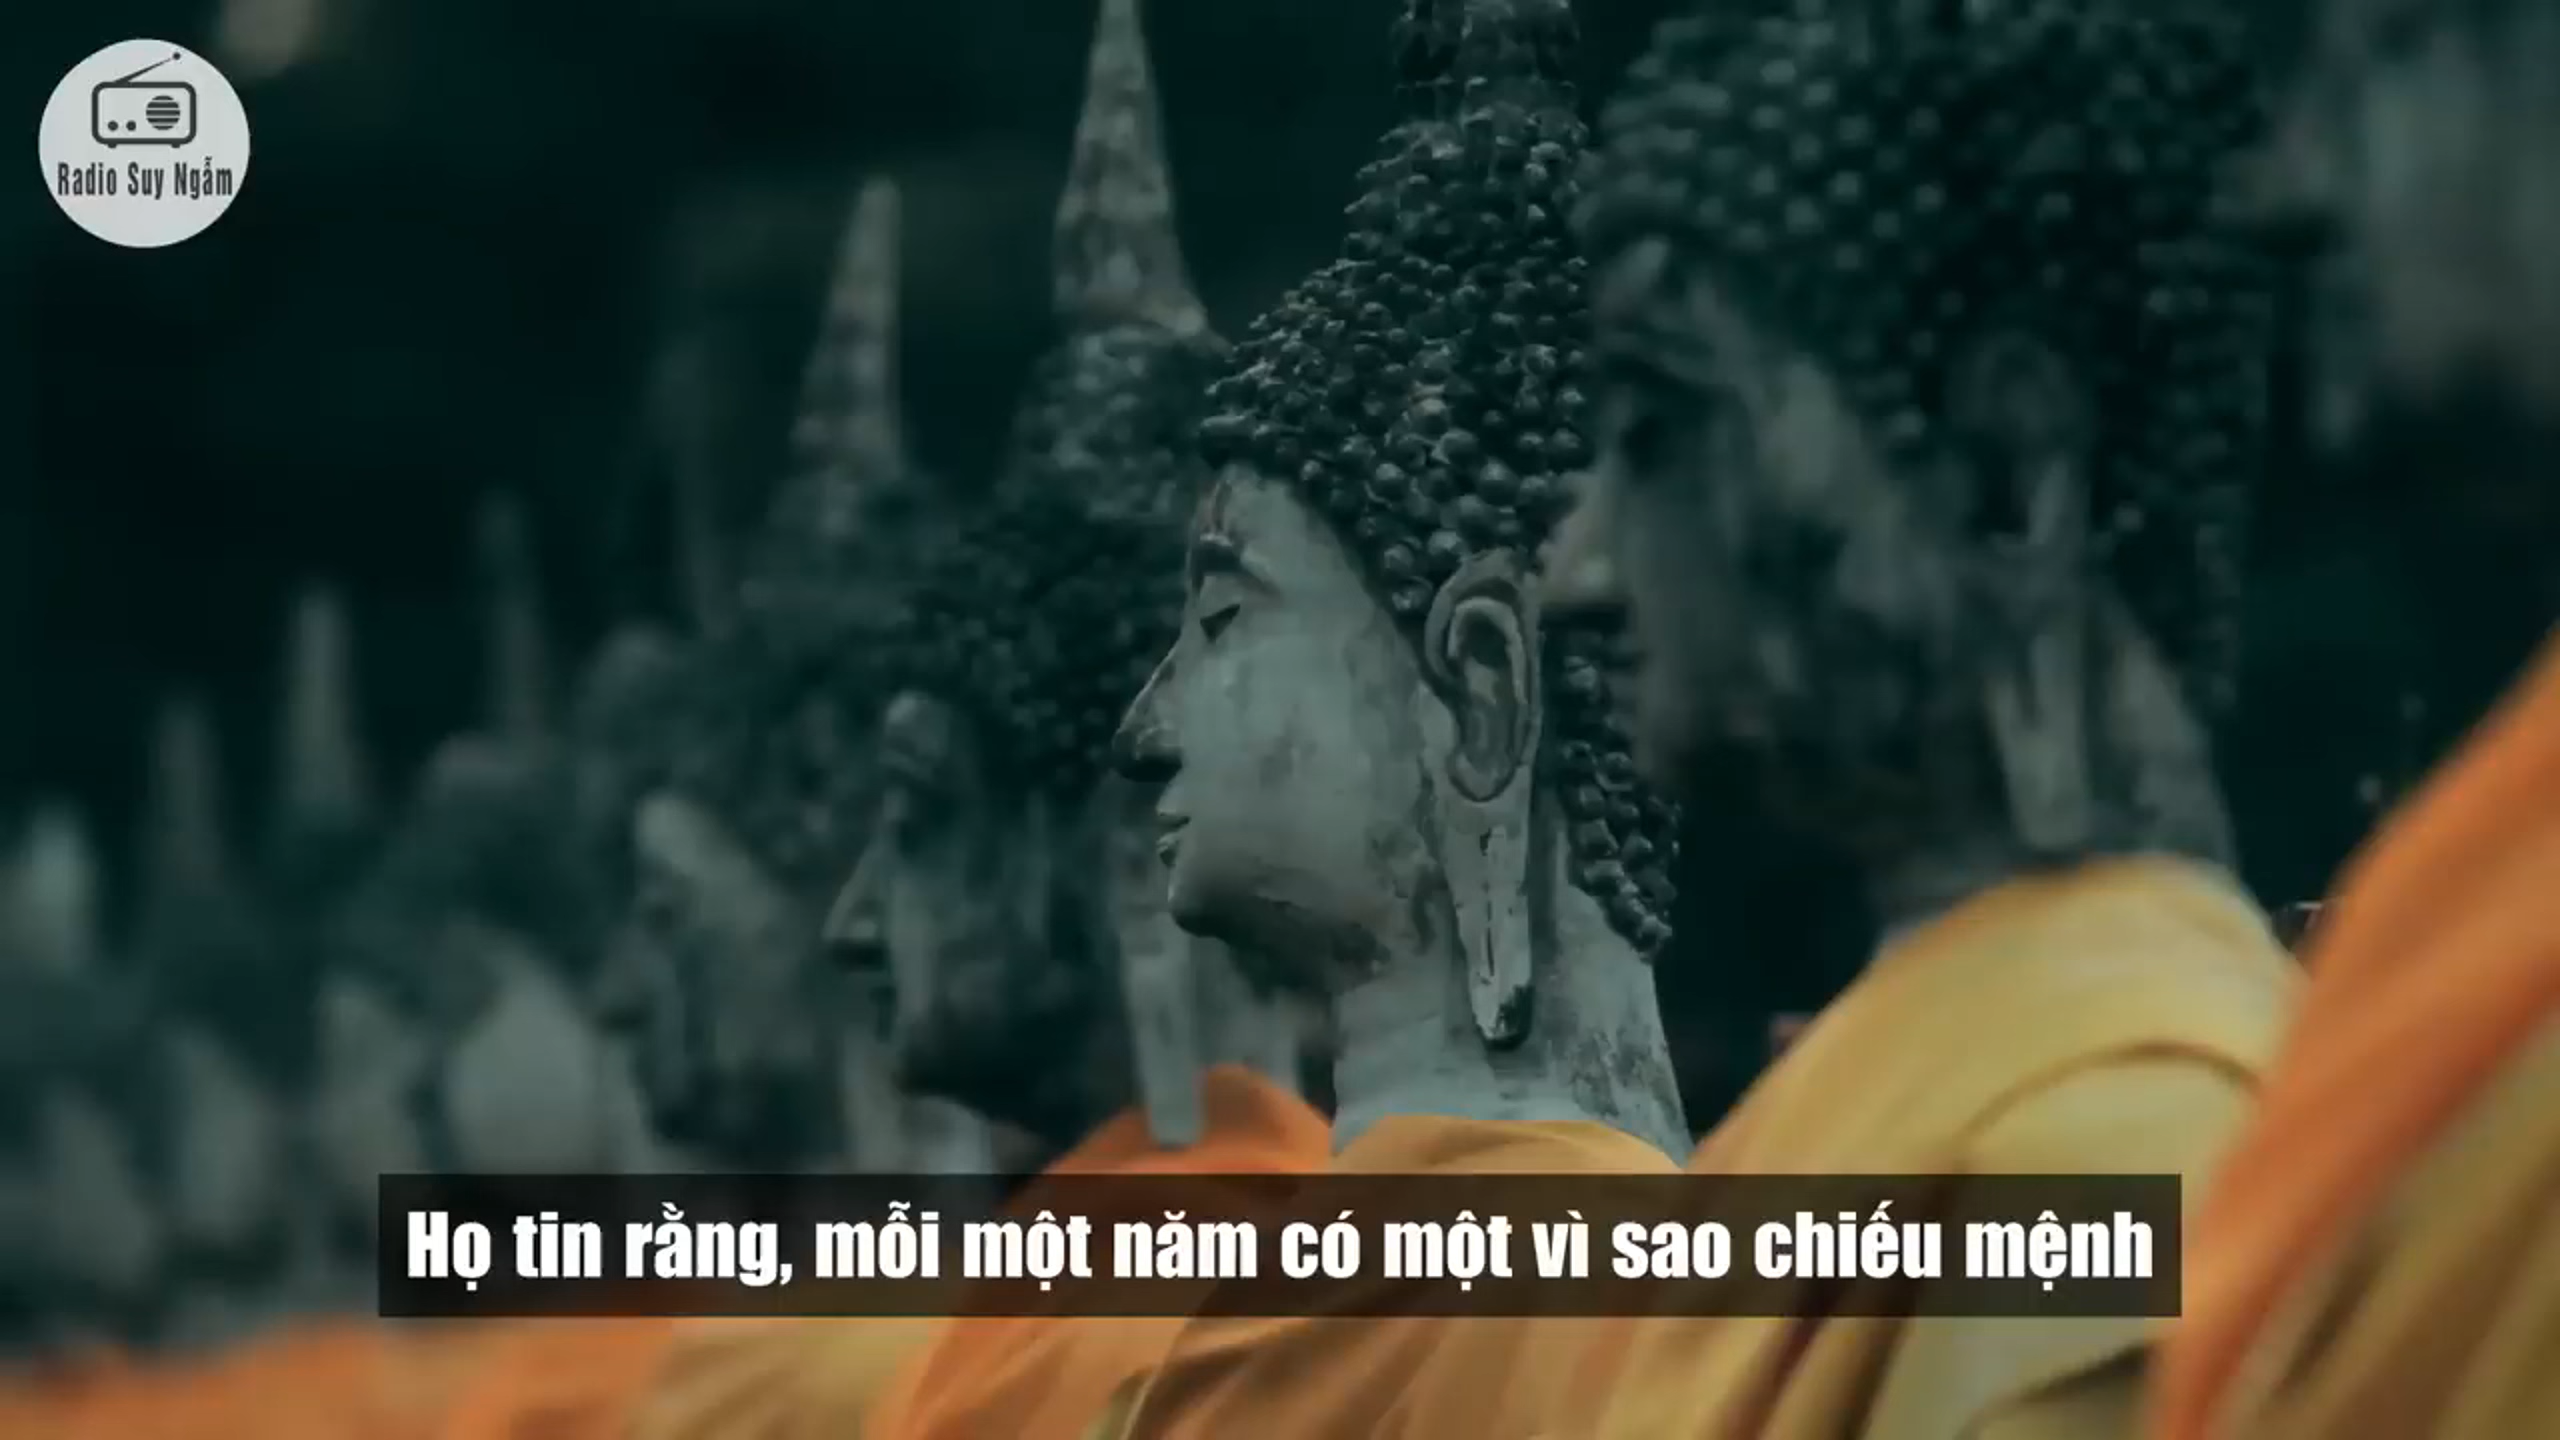 Radio Suy Ngẫm
Họ tin rằng, mỗi một năm có một vì sao chiếu mệnh